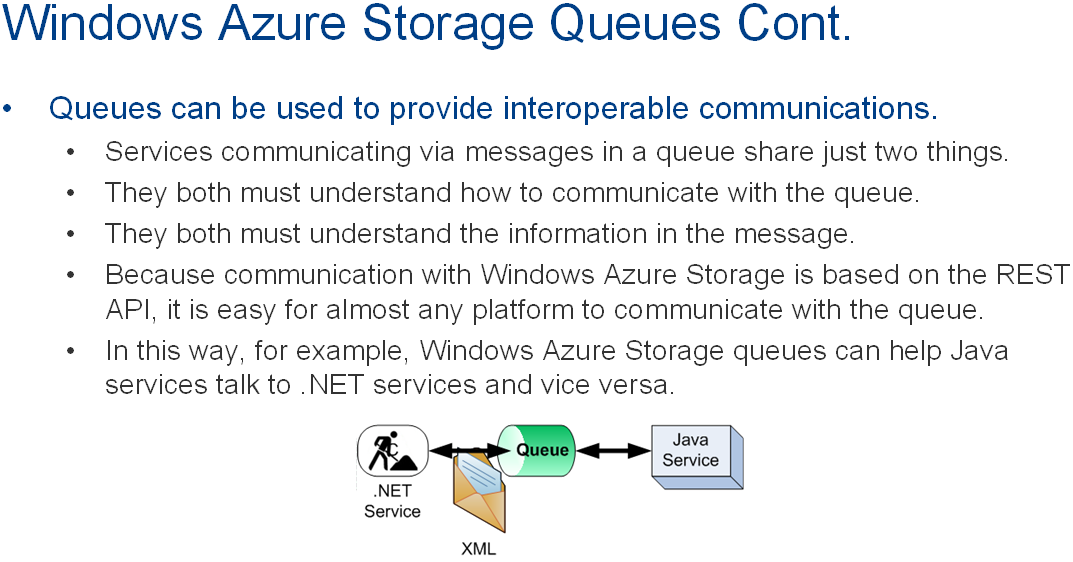 Windows Azure Storage Queues Cont.
• Queues can be used to provide interoperable communications.
• Services communicating via messages in a queue share just two things.
• They both must understand how to communicate with the queue.
• They both must understand the information in the message.
• Because communication with Windows Azure Storage is based on the REST
API, it is easy for almost any platform to communicate with the queue.
• In this way, for example, Windows Azure Storage queues can help Java
services talk to .NET services and vice versa.
C
.NET
Service
XML
Queue
Java
Service